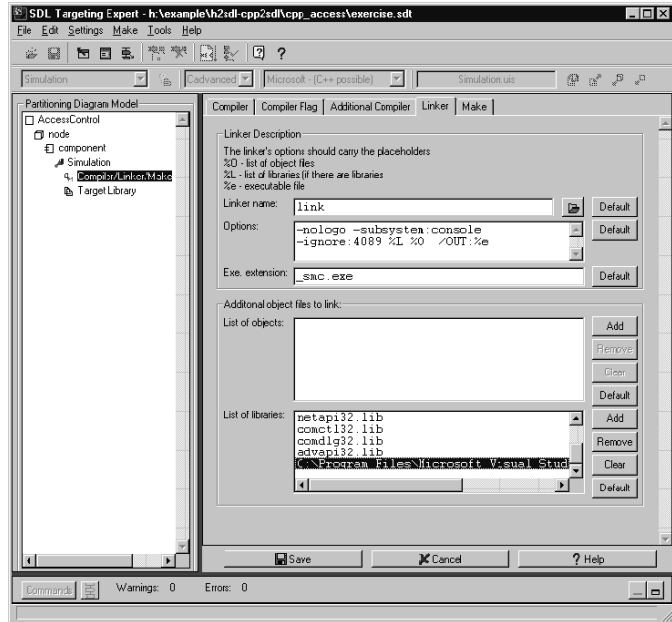 SDL Targeting Expert - h:\example\h2sdl-cpp2sdl\cpp_access\exercise.sdt
File Edit Settings Make Tools Help
Simulation
Cadvanced
Microsoft - (C++ possible)
Simulation.uis
Partitioning Diagram Model
AccessControl
node
component
Simulation
Compiler/Linker/Make
Target Library
Compiler
Compiler Flag
Additional Compiler
Linker
Make
Linker Description
The linker's options should carry the placeholders
%O - list of object files
%L - list of libraries (if there are libraries
%e - executable file
Linker name:
link
Default
Options:
-nologo -subsystem:console
-ignore:4089 %L %O /OUT:%e
Default
Exe. extension:
_smc.exe
Default
Additonal object files to link:
List of objects:
Add
Remove
Clear
Default
List of libraries:
netapi32.lib
comctl32.lib
comdlg32.lib
advapi32.lib
C:\Program Files\Microsoft Visual Stud
Add
Remove
Clear
Default
Save
Cancel
? Help
Commands
Warnings: 0
Errors: 0